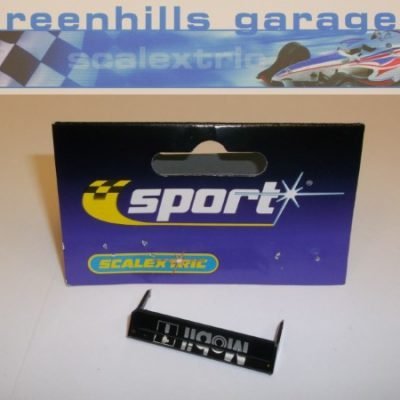 reenhills garage
scalextric
sport
®
SCALEXTRIC
Mobil 1